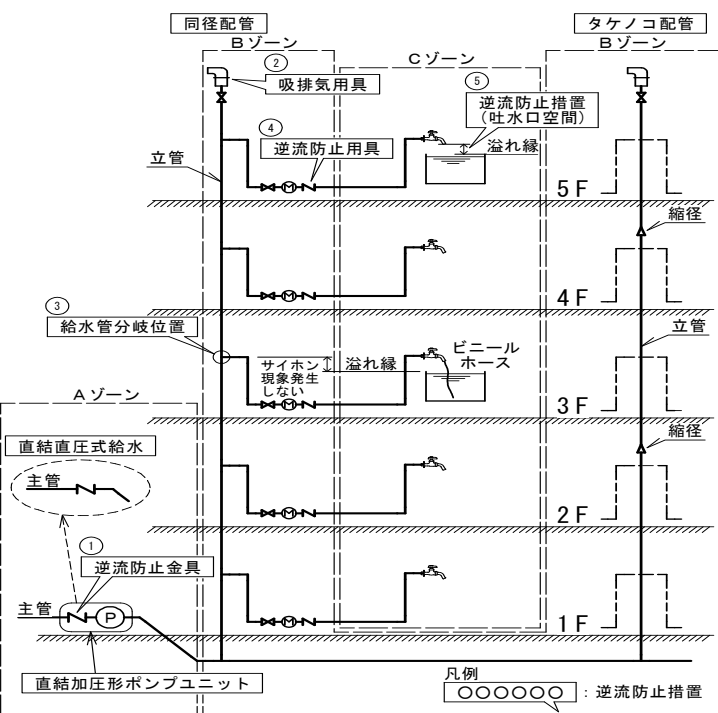 同径配管
タケノコ配管
Bゾーン
Cゾーン
Bゾーン
②
吸排気用具
⑤
逆流防止措置
(吐水口空間)
④
逆流防止用具
溢れ縁
立管
5F
縮径
4F
③
給水管分岐位置
立管
サイホン
現象発生
しない
溢れ縁
ビニール
ホース
3F
Aゾーン
直結直圧式給水
主管
縮径
2F
①
逆流防止金具
主管
P
1F
直結加圧形ポンプユニット
凡例
○○○○○○
:逆流防止措置
M
M
M
M
M